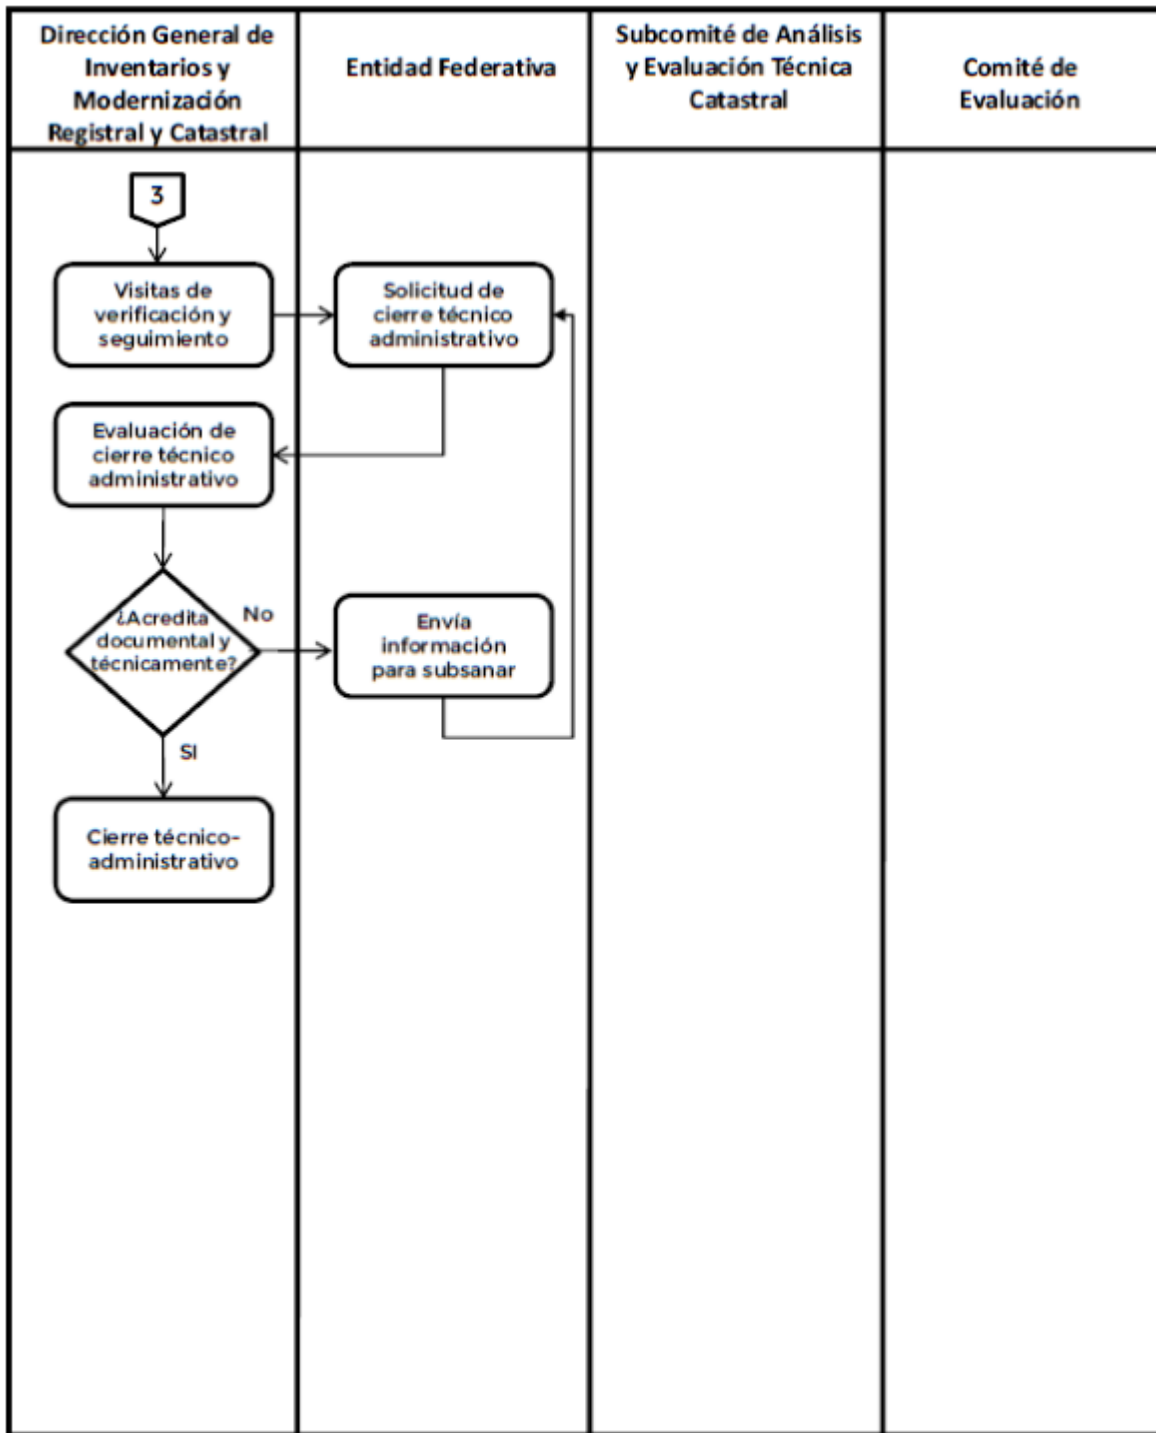 Dirección General de
Inventarios y
Modernización
Registral y Catastral
Entidad Federativa
Subcomité de Análisis
y Evaluación Técnica
Catastral
Comité de
Evaluación
3
Visitas de
verificación y
seguimiento
Solicitud de
cierre técnico
administrativo
Evaluación de
cierre técnico
administrativo
¿Acredita
documental y
técnicamente?
No
Envía
información
para subsanar
SI
Cierre técnico-
administrativo